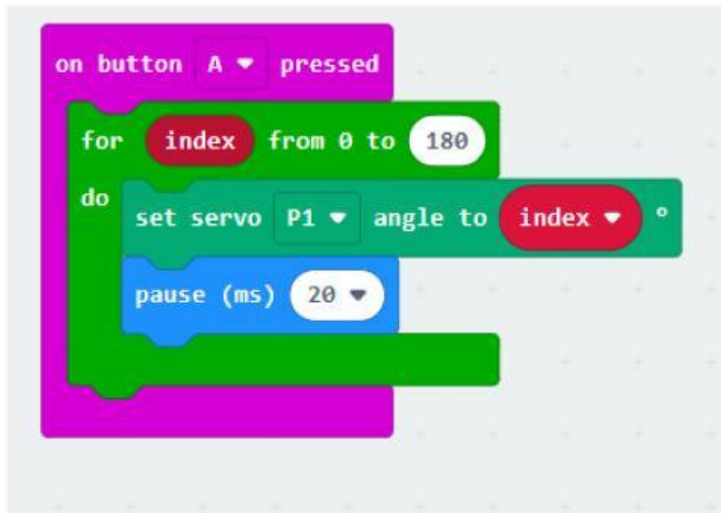 on button A pressed
for index from 0 to 180
do
set servo P1 angle to index °
pause (ms) 20